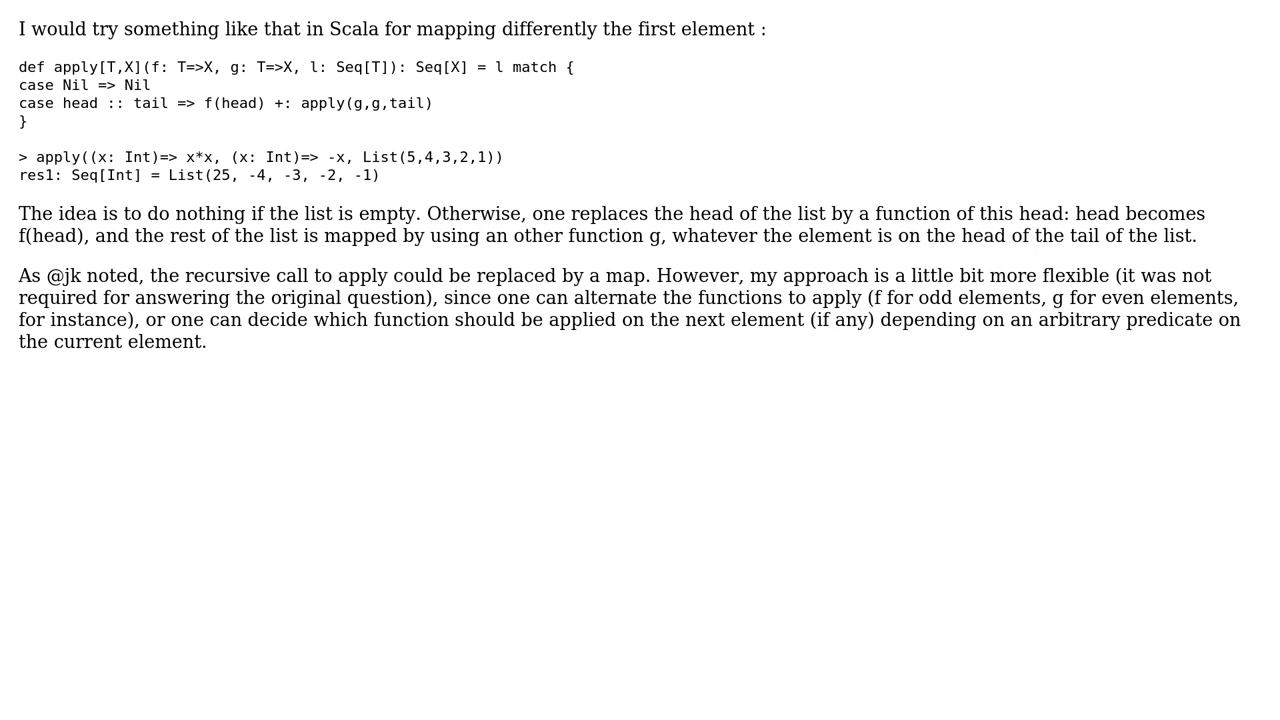 I would try something like that in Scala for mapping differently the first element :
def apply[T,X](f: T=>X, g: T=>X, l: Seq[T]): Seq[X] = l match {
case Nil => Nil
case head :: tail => f(head) +: apply(g,g,tail)
}
> apply((x: Int)=> x*x, (x: Int)=> -x, List(5,4,3,2,1))
res1: Seq[Int] = List(25, -4, -3, -2, -1)
The idea is to do nothing if the list is empty. Otherwise, one replaces the head of the list by a function of this head: head becomes
f(head), and the rest of the list is mapped by using an other function g, whatever the element is on the head of the tail of the list.
As @jk noted, the recursive call to apply could be replaced by a map. However, my approach is a little bit more flexible (it was not
required for answering the original question), since one can alternate the functions to apply (f for odd elements, g for even elements,
for instance), or one can decide which function should be applied on the next element (if any) depending on an arbitrary predicate on
the current element.